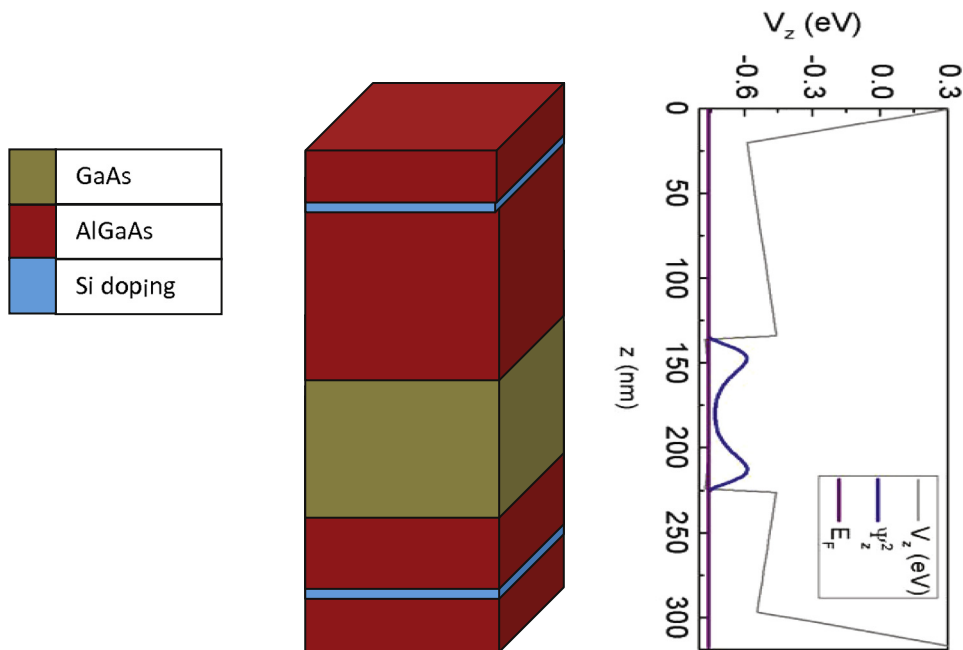 GaAs
AlGaAs
Si doping
V_z (eV)
-0.6
-0.3
0.0
0.3
0
50
100
150
200
250
300
z (nm)
V_z (eV)
Ψ_z^2
E_F